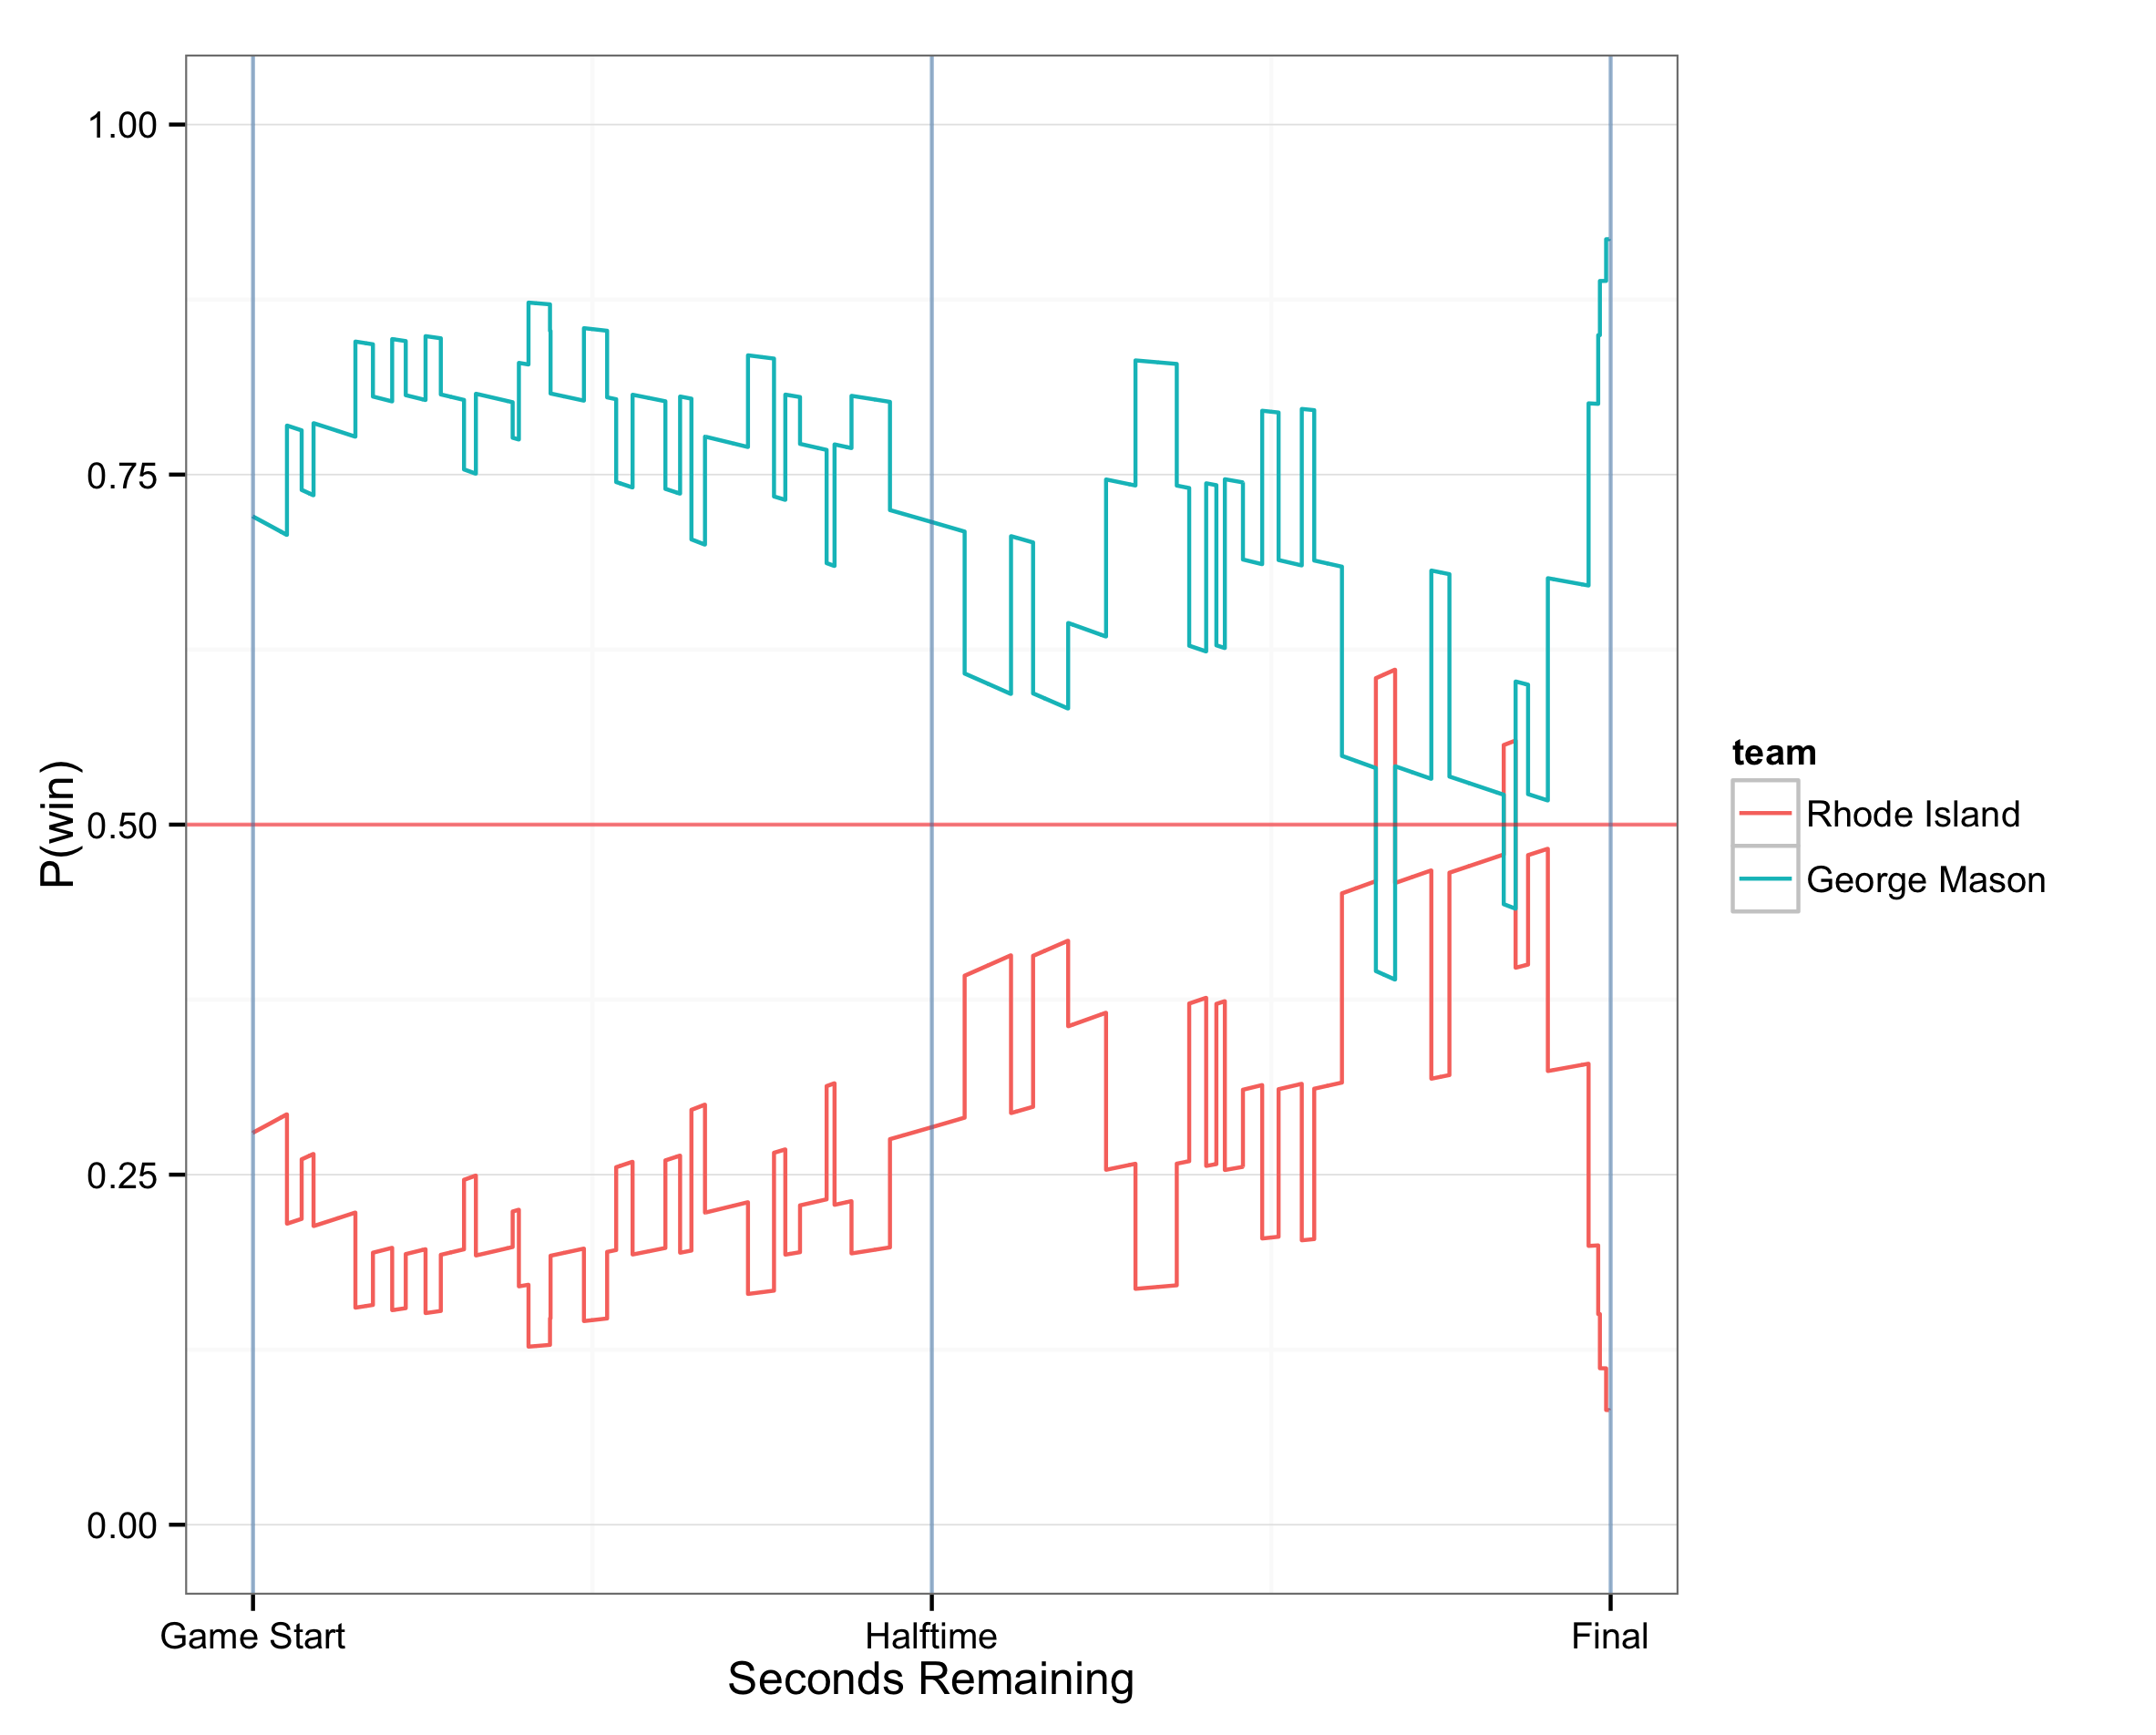 1.00
0.75
0.50
0.25
0.00
P(win)
Game Start
Halftime
Final
Seconds Remaining
team
Rhode Island
George Mason